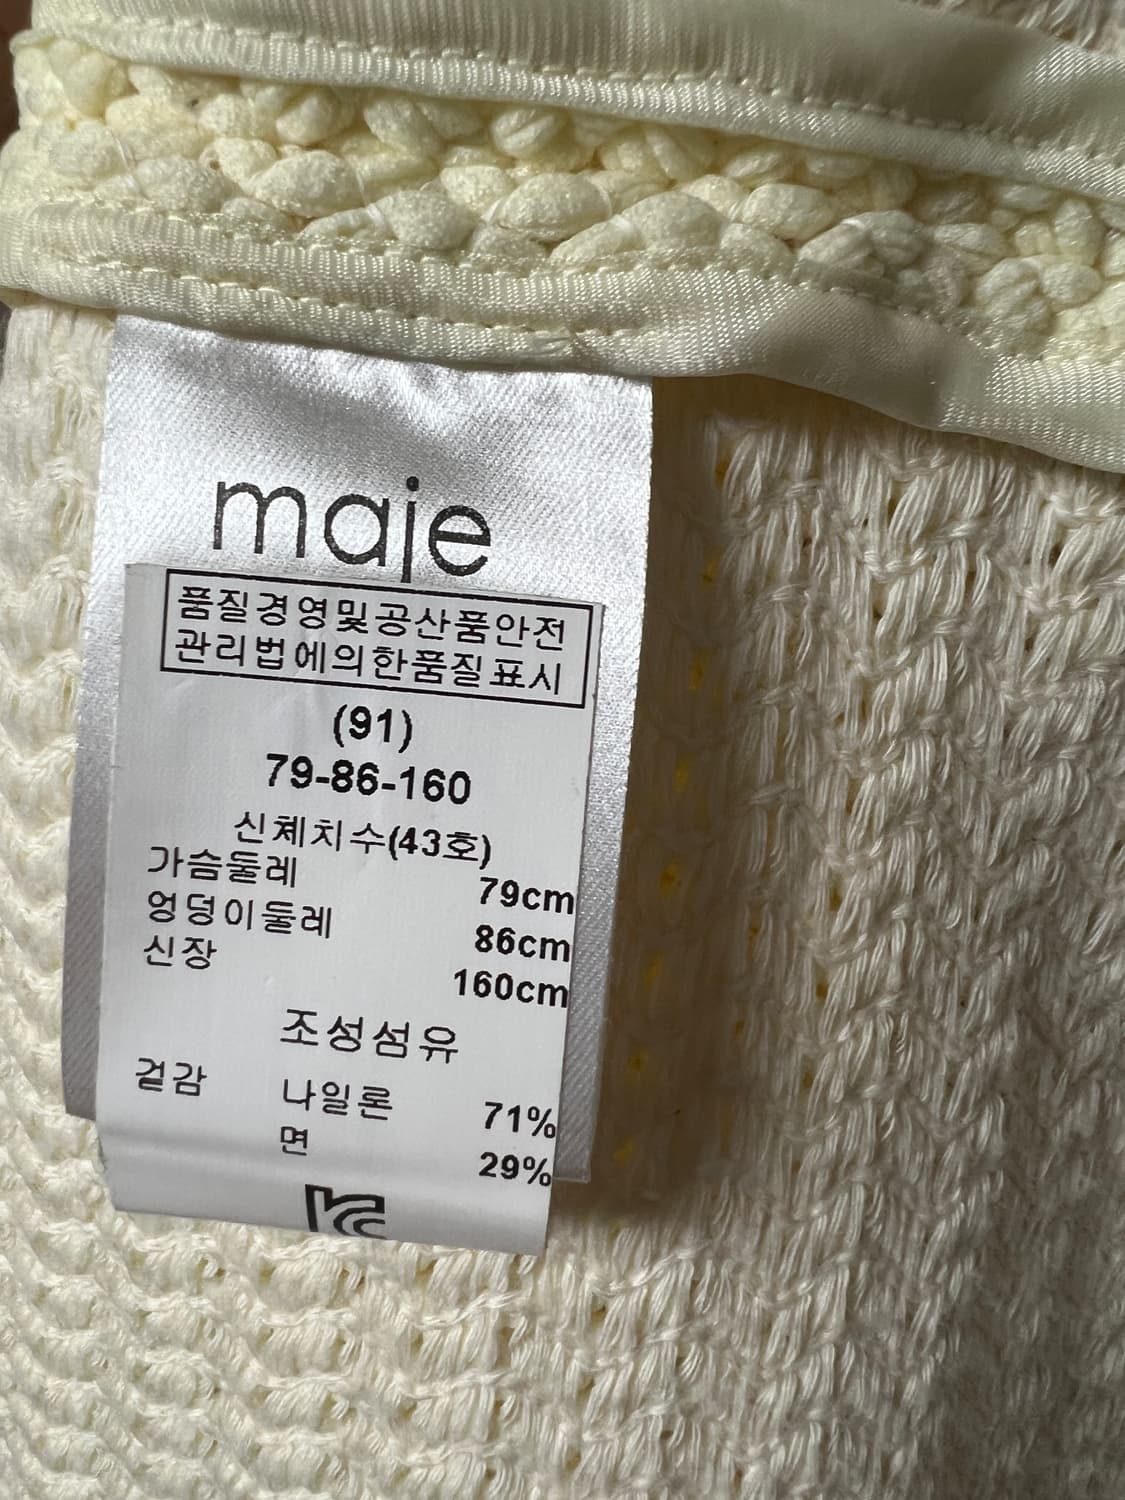 maje
품질경영및공산품안전
관리법에의한품질표시
(91)
79-86-160
신체치수(43호)
가슴둘레 79cm
엉덩이둘레 86cm
신장 160cm
조성섬유
겉감 나일론 71%
면 29%